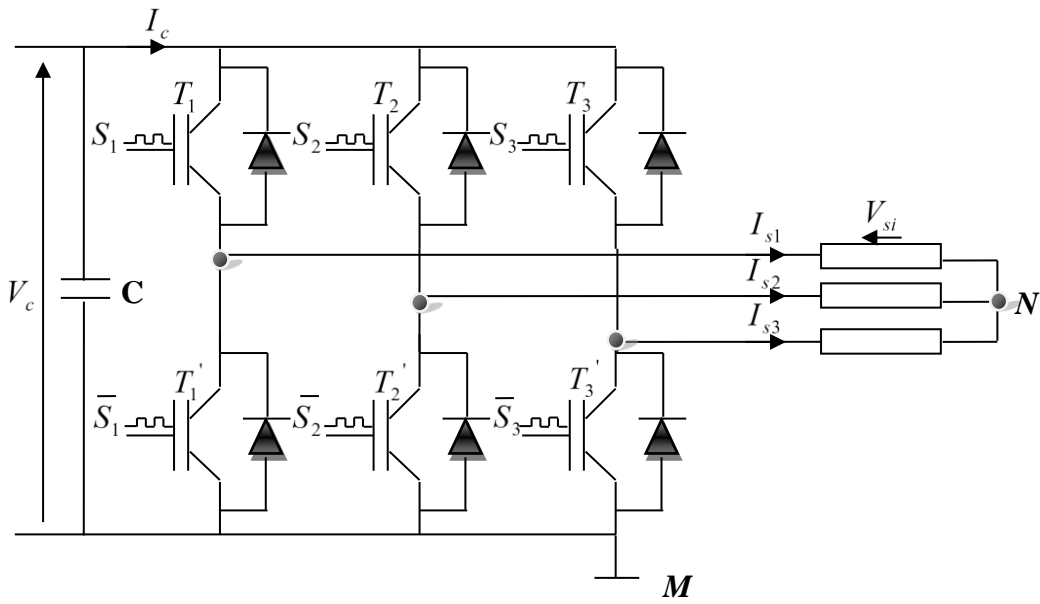 I_c
T_1 T_2 T_3
S_1 S_2 S_3
V_si
I_s1
V_c C I_s2 N
I_s3
T_1' T_2' T_3'
S̅_1 S̅_2 S̅_3
M